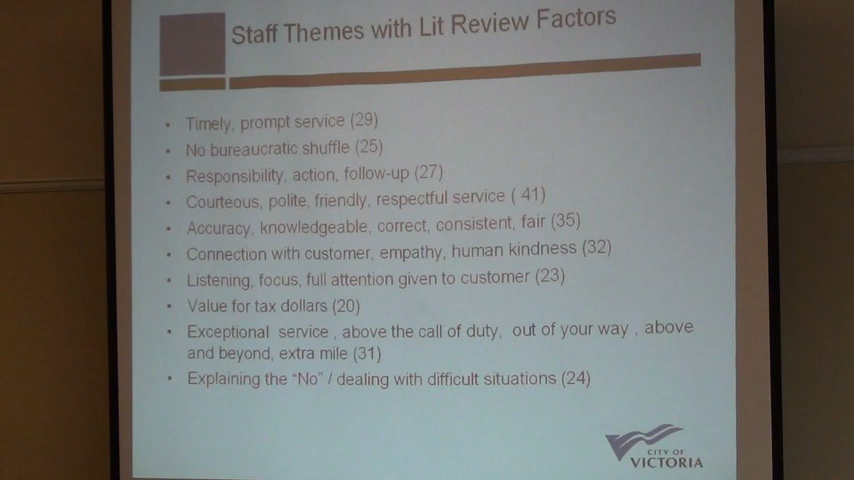 Staff Themes with Lit Review Factors
• Timely, prompt service (29)
• No bureaucratic shuffle (25)
• Responsibility, action, follow-up (27)
• Courteous, polite, friendly, respectful service ( 41)
• Accuracy, knowledgeable, correct, consistent, fair (35)
• Connection with customer, empathy, human kindness (32)
• Listening, focus, full attention given to customer (23)
• Value for tax dollars (20)
• Exceptional service , above the call of duty, out of your way , above
and beyond, extra mile (31)
• Explaining the “No” / dealing with difficult situations (24)
CITY OF
VICTORIA